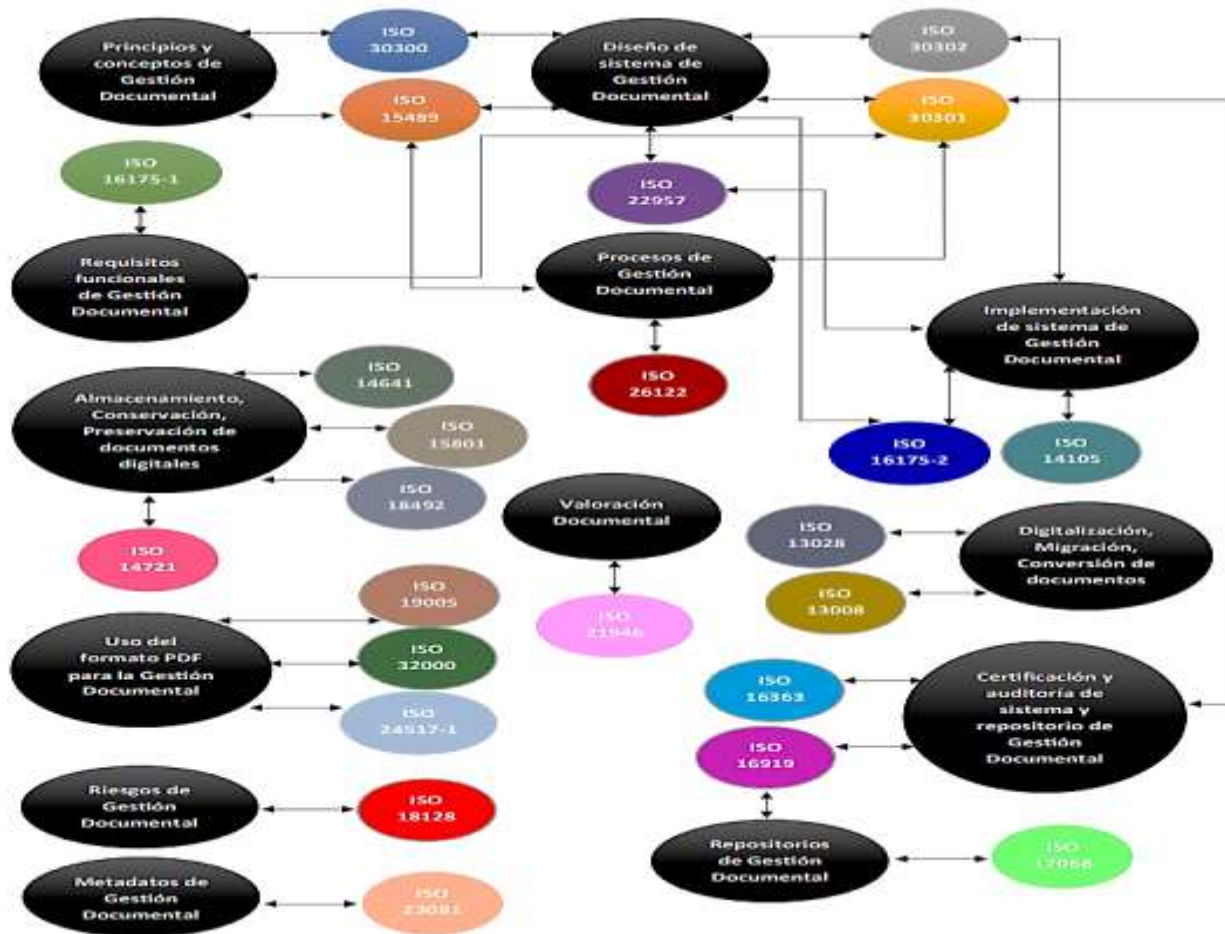 Principios y
conceptos de
Gestión
Documental
ISO
30300
Diseño de
sistema de
Gestión
Documental
ISO
30302
ISO
15489
ISO
30301
ISO
16175-1
ISO
22957
Requisitos
funcionales
de Gestión
Documental
Procesos de
Gestión
Documental
Implementación
de sistema de
Gestión
Documental
ISO
14641
ISO
26122
Almacenamiento,
Conservación,
Preservación de
documentos
digitales
ISO
15801
ISO
16175-2
ISO
14105
ISO
18492
Valoración
Documental
ISO
14721
ISO
13028
Digitalización,
Migración,
Conversión de
documentos
ISO
19005
ISO
13008
ISO
21946
Uso del
formato PDF
para la Gestión
Documental
ISO
32000
ISO
24517-1
ISO
16363
Certificación y
auditoría de
sistema y
repositorio de
Gestión
Documental
ISO
16919
Riesgos de
Gestión
Documental
ISO
18128
Repositorios
de Gestión
Documental
ISO
17068
Metadatos de
Gestión
Documental
ISO
23081